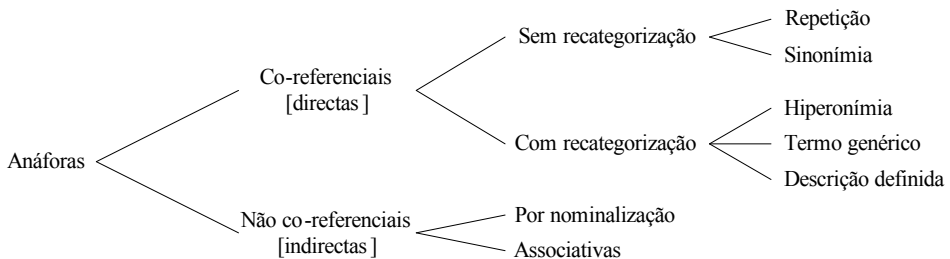 Anáforas
Co-referenciais
[directas]
Sem recategorização
Repetição
Sinonímia
Com recategorização
Hiperonímia
Termo genérico
Descrição definida
Não co-referenciais
[indirectas]
Por nominalização
Associativas